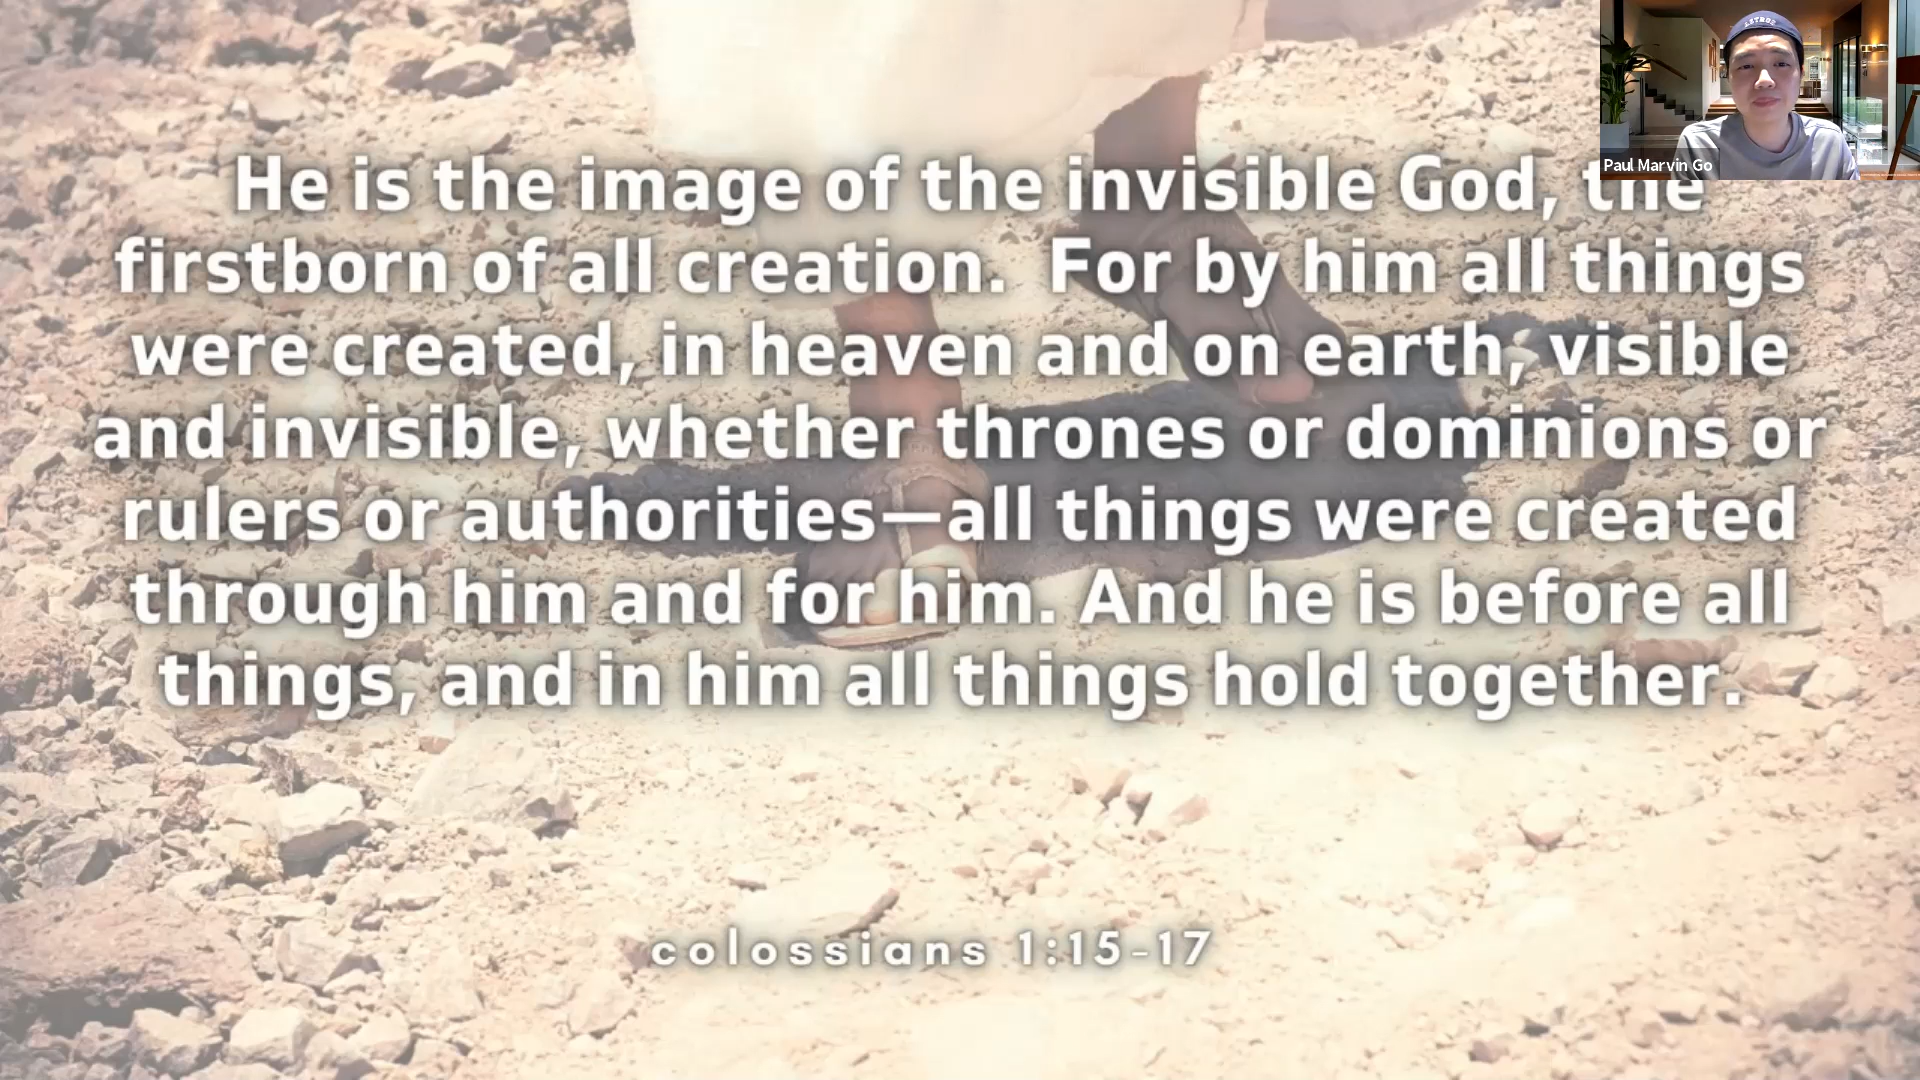 ASTROS
Paul Marvin Go
He is the image of the invisible God, the
firstborn of all creation.  For by him all things
were created, in heaven and on earth, visible
and invisible, whether thrones or dominions or
rulers or authorities—all things were created
through him and for him. And he is before all
things, and in him all things hold together.
colossians 1:15-17